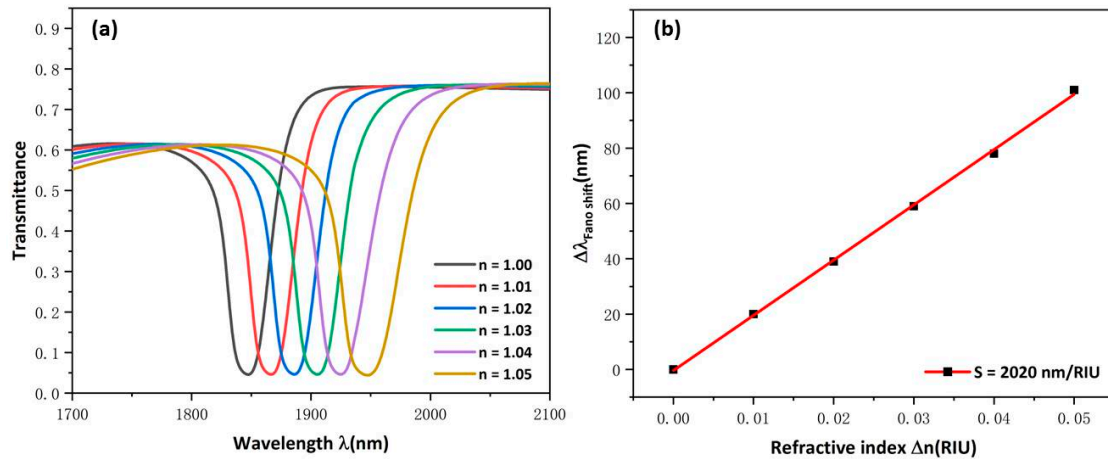 (a)
Transmittance
0.9
0.8
0.7
0.6
0.5
0.4
0.3
0.2
0.1
0.0
n = 1.00
n = 1.01
n = 1.02
n = 1.03
n = 1.04
n = 1.05
1700 1800 1900 2000 2100
Wavelength λ(nm)
(b)
Δλ_Fano shift(nm)
120
100
80
60
40
20
0
S = 2020 nm/RIU
0.00 0.01 0.02 0.03 0.04 0.05
Refractive index Δn(RIU)